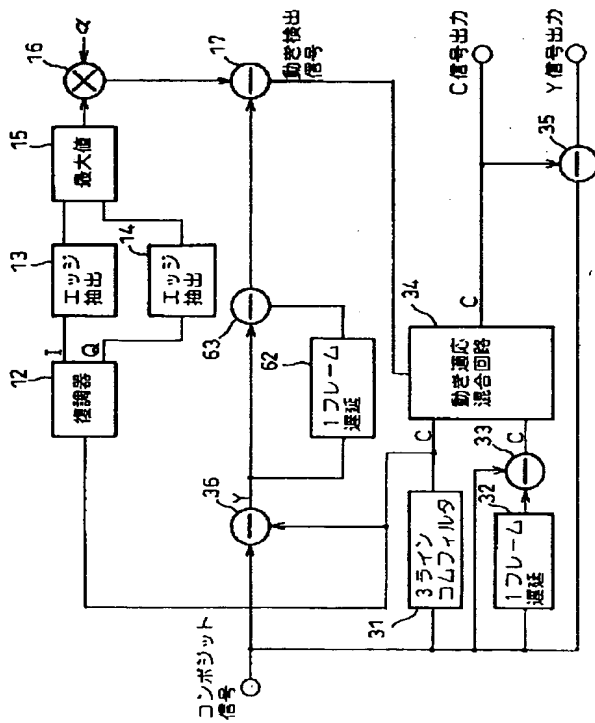 16
α
15
最大値
13
エッジ
抽出
14
エッジ
抽出
I
Q
12
復調器
17
動き検出
信号
63
62
1フレーム
遅延
36
Y
コンポジット
信号
C信号出力
Y信号出力
35
34
動き適応
混合回路
C
C
C
33
32
1フレーム
遅延
31
3ライン
コムフィルタ